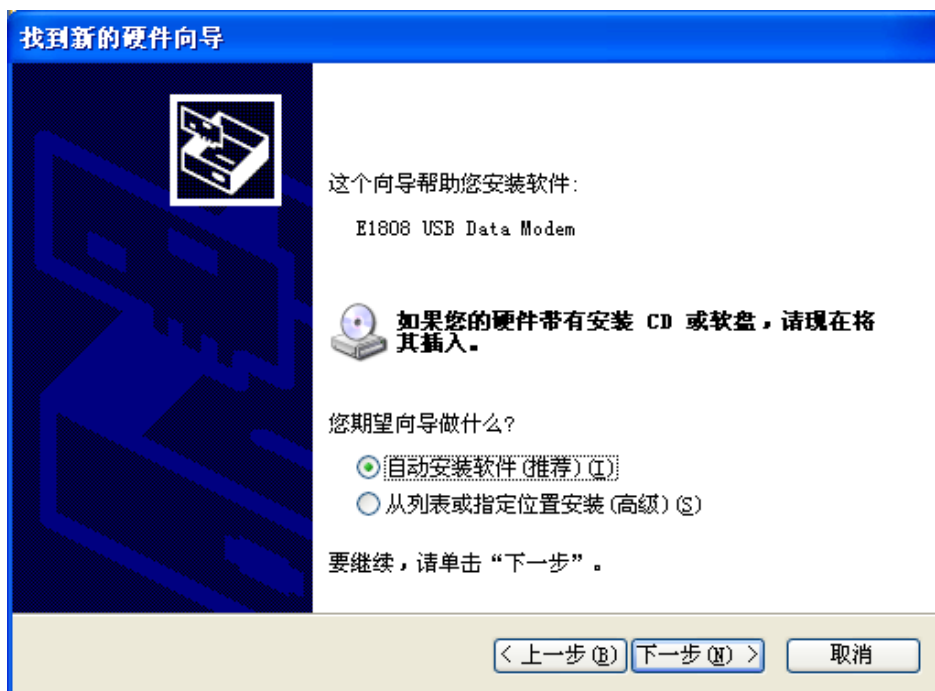 找到新的硬件向导
这个向导帮助您安装软件:
E1808 USB Data Modem
如果您的硬件带有安装 CD 或软盘，请现在将
其插入。
您期望向导做什么?
自动安装软件(推荐)(I)
从列表或指定位置安装(高级)(S)
要继续，请单击“下一步”。
< 上一步(B) 下一步(N) > 取消